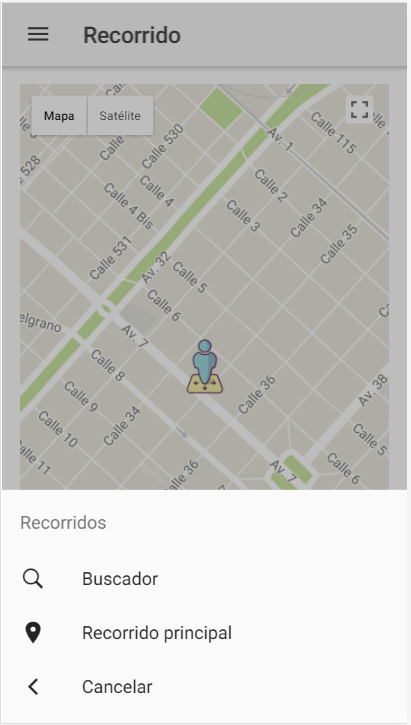 Recorrido
Mapa
Satélite
Calle 530
Av. 1
Calle 115
528
Calle 4
Calle 2
Calle 4 Bis
Calle 3
Calle 34
Calle 35
Calle 531
Av. 32
Calle 5
Calle 6
elgrano
Av. 7
Calle 8
Calle 36
Av. 38
Calle 9
Calle 34
Calle 10
Calle 5
Calle 11
Calle 36
Av. 7
Calle 6
Recorridos
Buscador
Recorrido principal
Cancelar